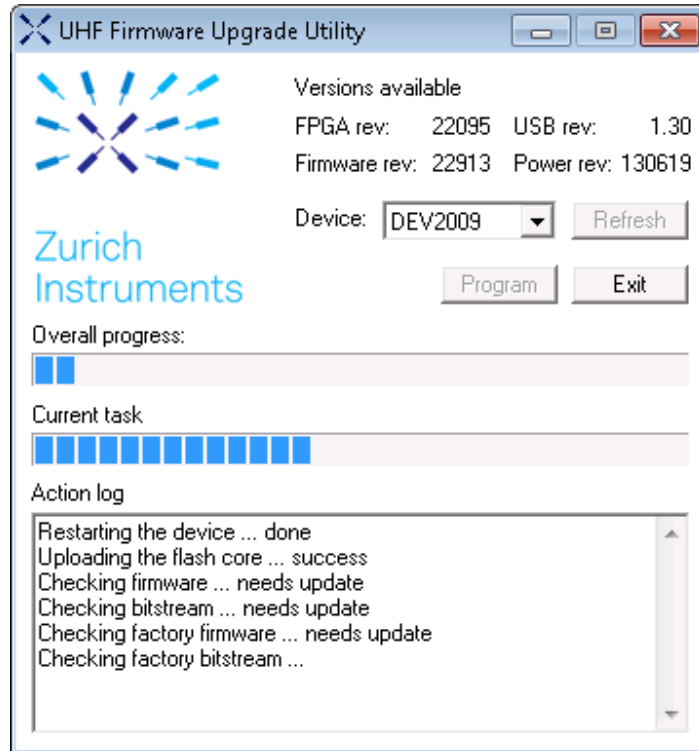 UHF Firmware Upgrade Utility
Versions available
FPGA rev: 22095 USB rev: 1.30
Firmware rev: 22913 Power rev: 130619
Device: DEV2009 Refresh
Zurich
Instruments
Program Exit
Overall progress:
Current task
Action log
Restarting the device ... done
Uploading the flash core ... success
Checking firmware ... needs update
Checking bitstream ... needs update
Checking factory firmware ... needs update
Checking factory bitstream ...